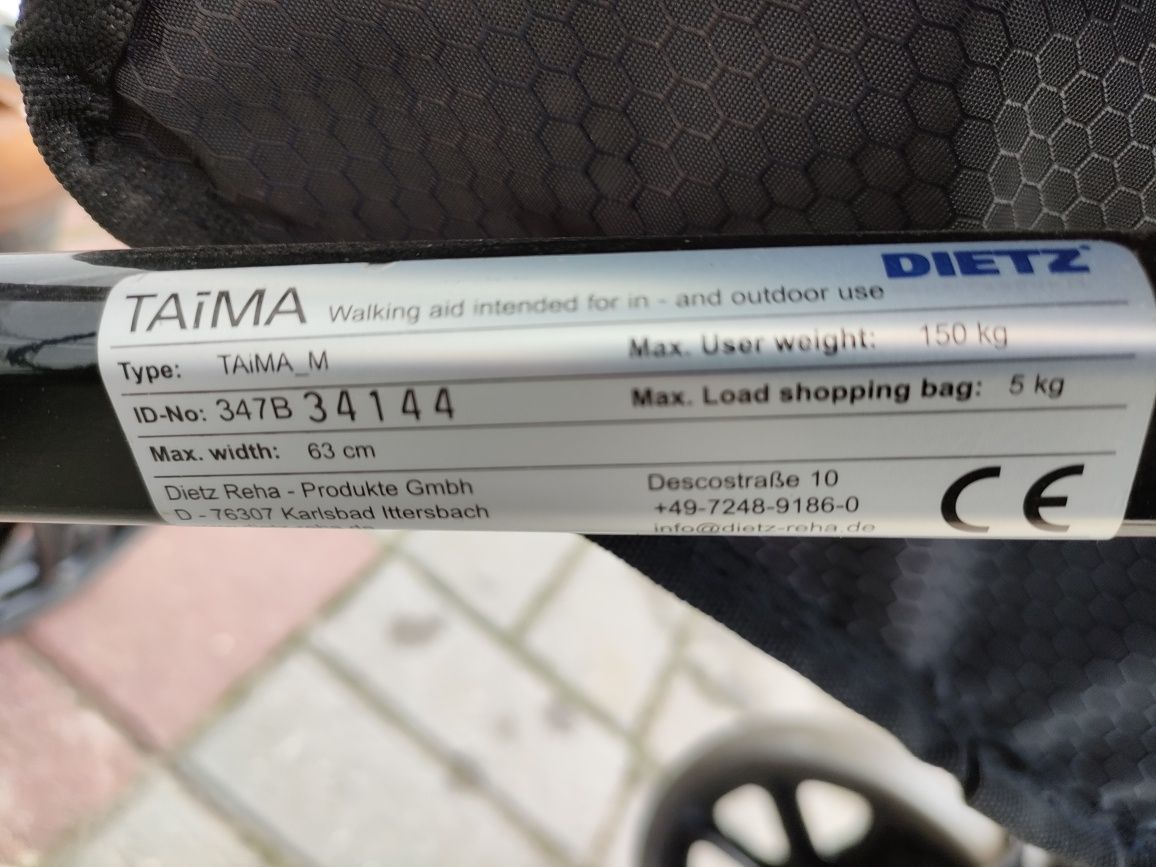 DIETZ
TAīMA Walking aid intended for in - and outdoor use
Type: TAiMA_M Max. User weight: 150 kg
ID-No: 347B 34144 Max. Load shopping bag: 5 kg
Max. width: 63 cm
Dietz Reha - Produkte Gmbh Descostraße 10
D - 76307 Karlsbad Ittersbach +49-7248-9186-0
info@dietz-reha.de
CE